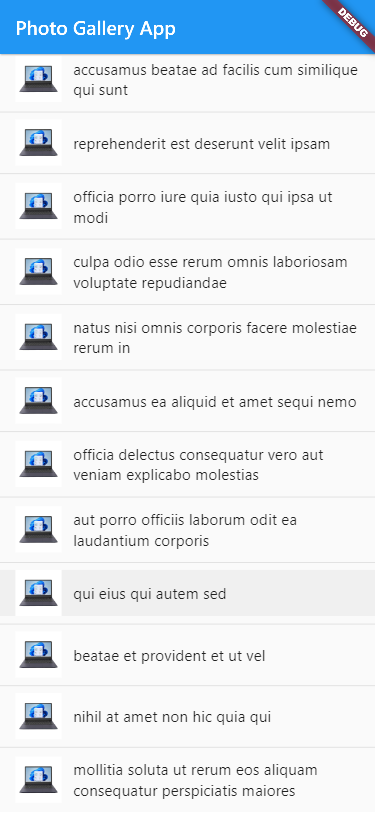 Photo Gallery App
DEBUG
accusamus beatae ad facilis cum similique
qui sunt
reprehenderit est deserunt velit ipsam
officia porro iure quia iusto qui ipsa ut
modi
culpa odio esse rerum omnis laboriosam
voluptate repudiandae
natus nisi omnis corporis facere molestiae
rerum in
accusamus ea aliquid et amet sequi nemo
officia delectus consequatur vero aut
veniam explicabo molestias
aut porro officiis laborum odit ea
laudantium corporis
qui eius qui autem sed
beatae et provident et ut vel
nihil at amet non hic quia qui
mollitia soluta ut rerum eos aliquam
consequatur perspiciatis maiores